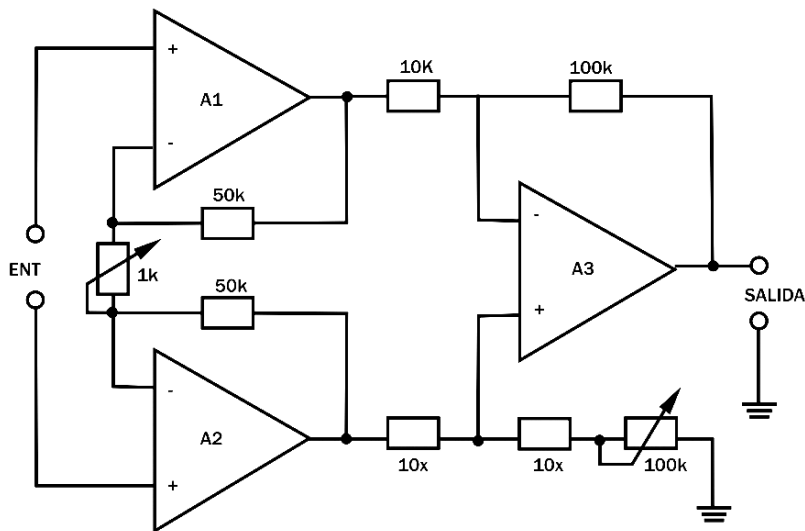 +
A1
-
10K
100k
50k
ENT
1k
50k
-
A3
+
SALIDA
-
A2
+
10x
10x
100k